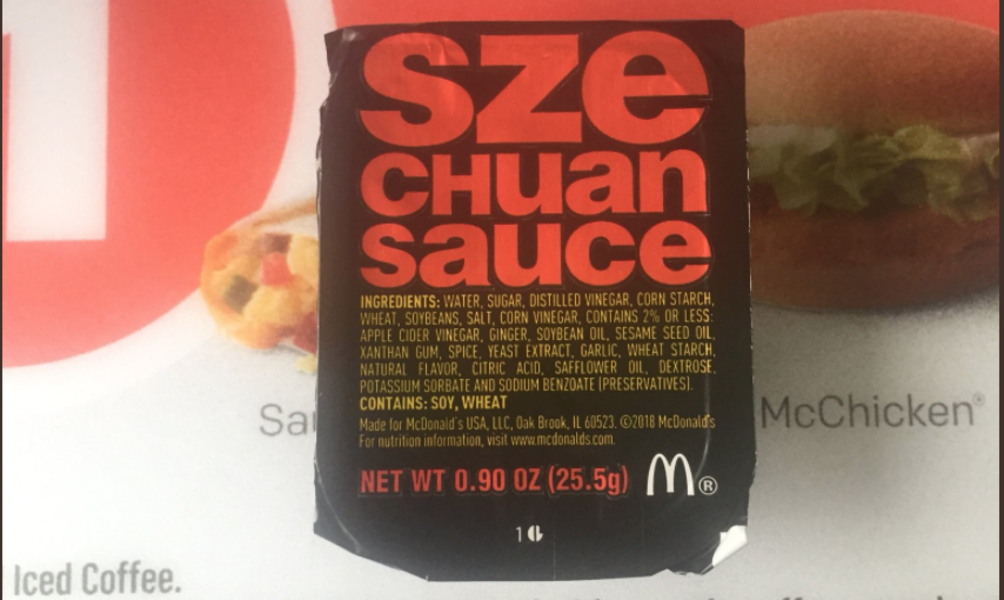 sze
cHuan
sauce
INGREDIENTS: WATER, SUGAR, DISTILLED VINEGAR, CORN STARCH,
WHEAT, SOYBEANS, SALT, CORN VINEGAR, CONTAINS 2% OR LESS:
APPLE CIDER VINEGAR, GINGER, SOYBEAN OIL, SESAME SEED OIL,
XANTHAN GUM, SPICE, YEAST EXTRACT, GARLIC, WHEAT STARCH,
NATURAL FLAVOR, CITRIC ACID, SAFFLOWER OIL, DEXTROSE,
POTASSIUM SORBATE AND SODIUM BENZOATE (PRESERVATIVES).
CONTAINS: SOY, WHEAT
Made for McDonald's USA, LLC, Oak Brook, IL 60523. ©2018 McDonald's
For nutrition information, visit www.mcdonalds.com.
NET WT 0.90 OZ (25.5g) M®
1
McChicken®
Iced Coffee.